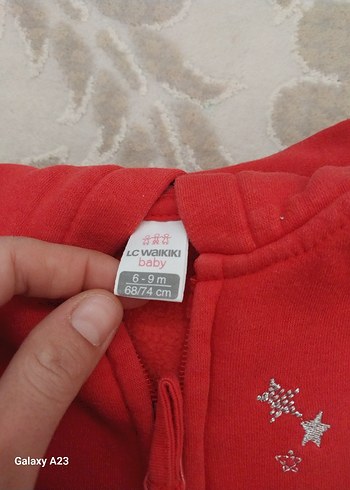 LC WAIKIKI
baby
6 - 9 m
68/74 cm
Galaxy A23